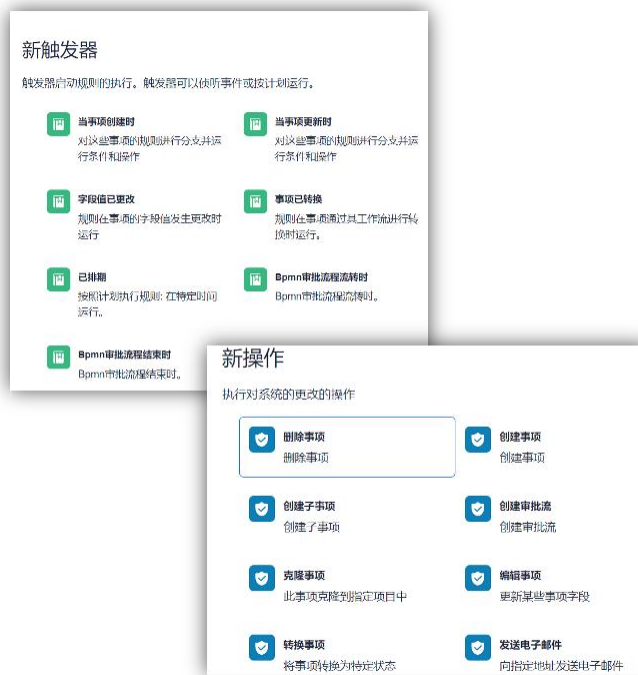 新触发器
触发器启动规则的执行。触发器可以侦听事件或按计划运行。
当事项创建时
对这些事项的规则进行分支并运
行条件和操作
当事项更新时
对这些事项的规则进行分支并运
行条件和操作
字段值已更改
规则在事项的字段值发生更改时
运行
事项已转换
规则在事项通过其工作流进行转
换时运行。
已排期
按照计划执行规则: 在特定时间
运行。
Bpmn审批流程流转时
Bpmn审批流程流转时。
Bpmn审批流程结束时
Bpmn审批流程结束时。
新操作
执行对系统的更改的操作
删除事项
删除事项
创建事项
创建事项
创建子事项
创建子事项
创建审批流
创建审批流
克隆事项
此事项克隆到指定项目中
编辑事项
更新某些事项字段
转换事项
将事项转换为特定状态
发送电子邮件
向指定地址发送电子邮件